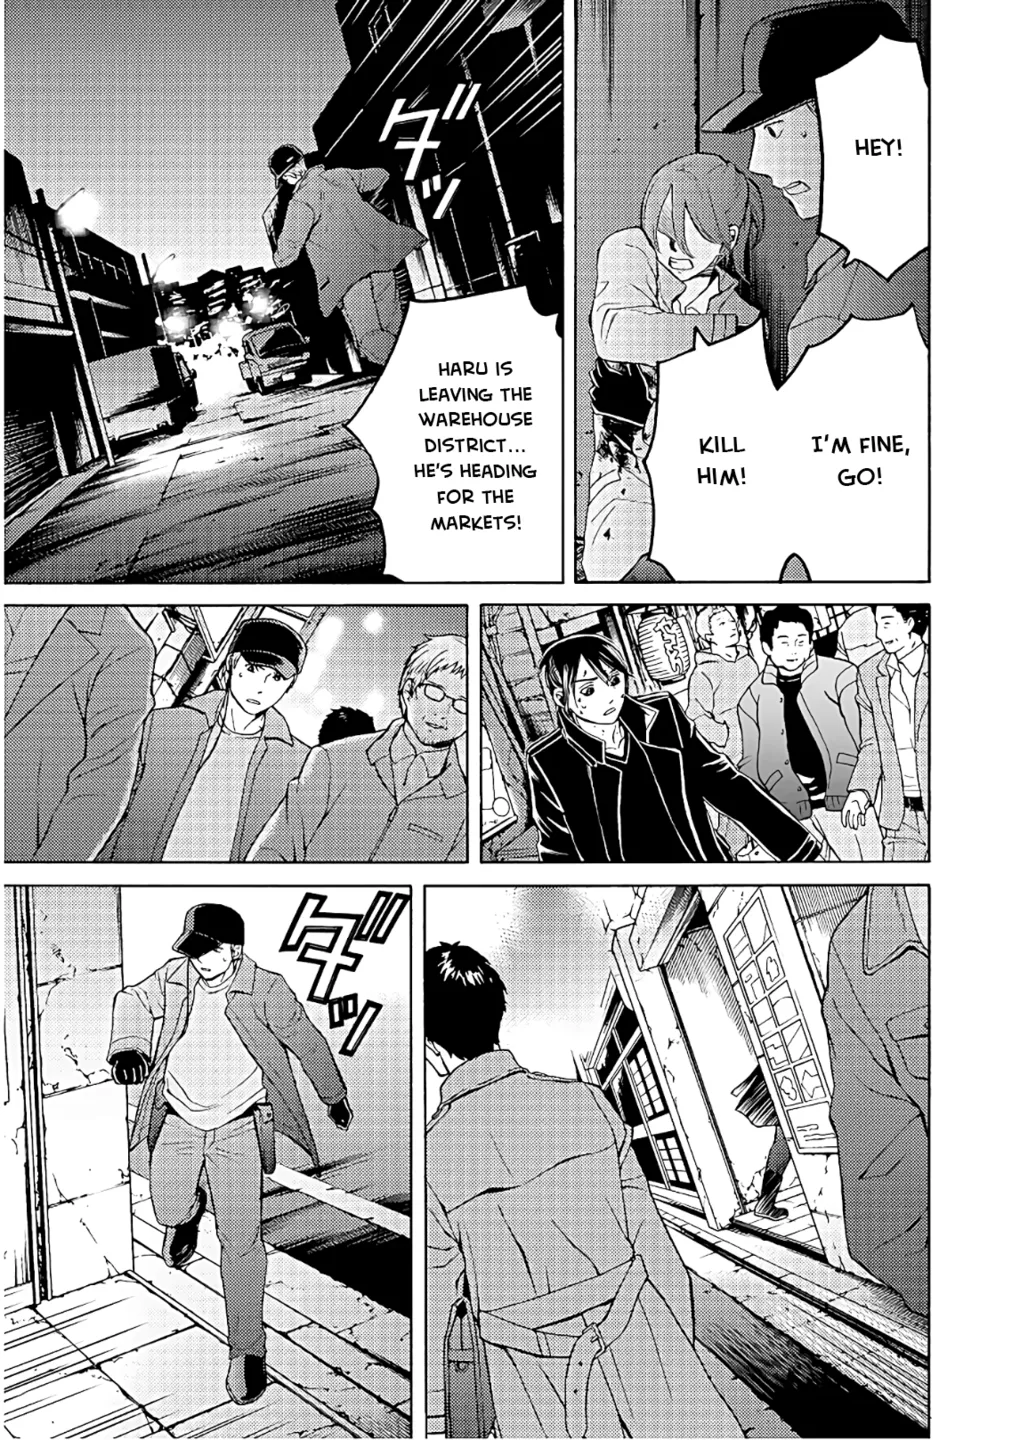 HEY!
I'M FINE,
GO!
KILL
HIM!
ダッ
HARU IS
LEAVING THE
WAREHOUSE
DISTRICT...
HE'S HEADING
FOR THE
MARKETS!
ダッ